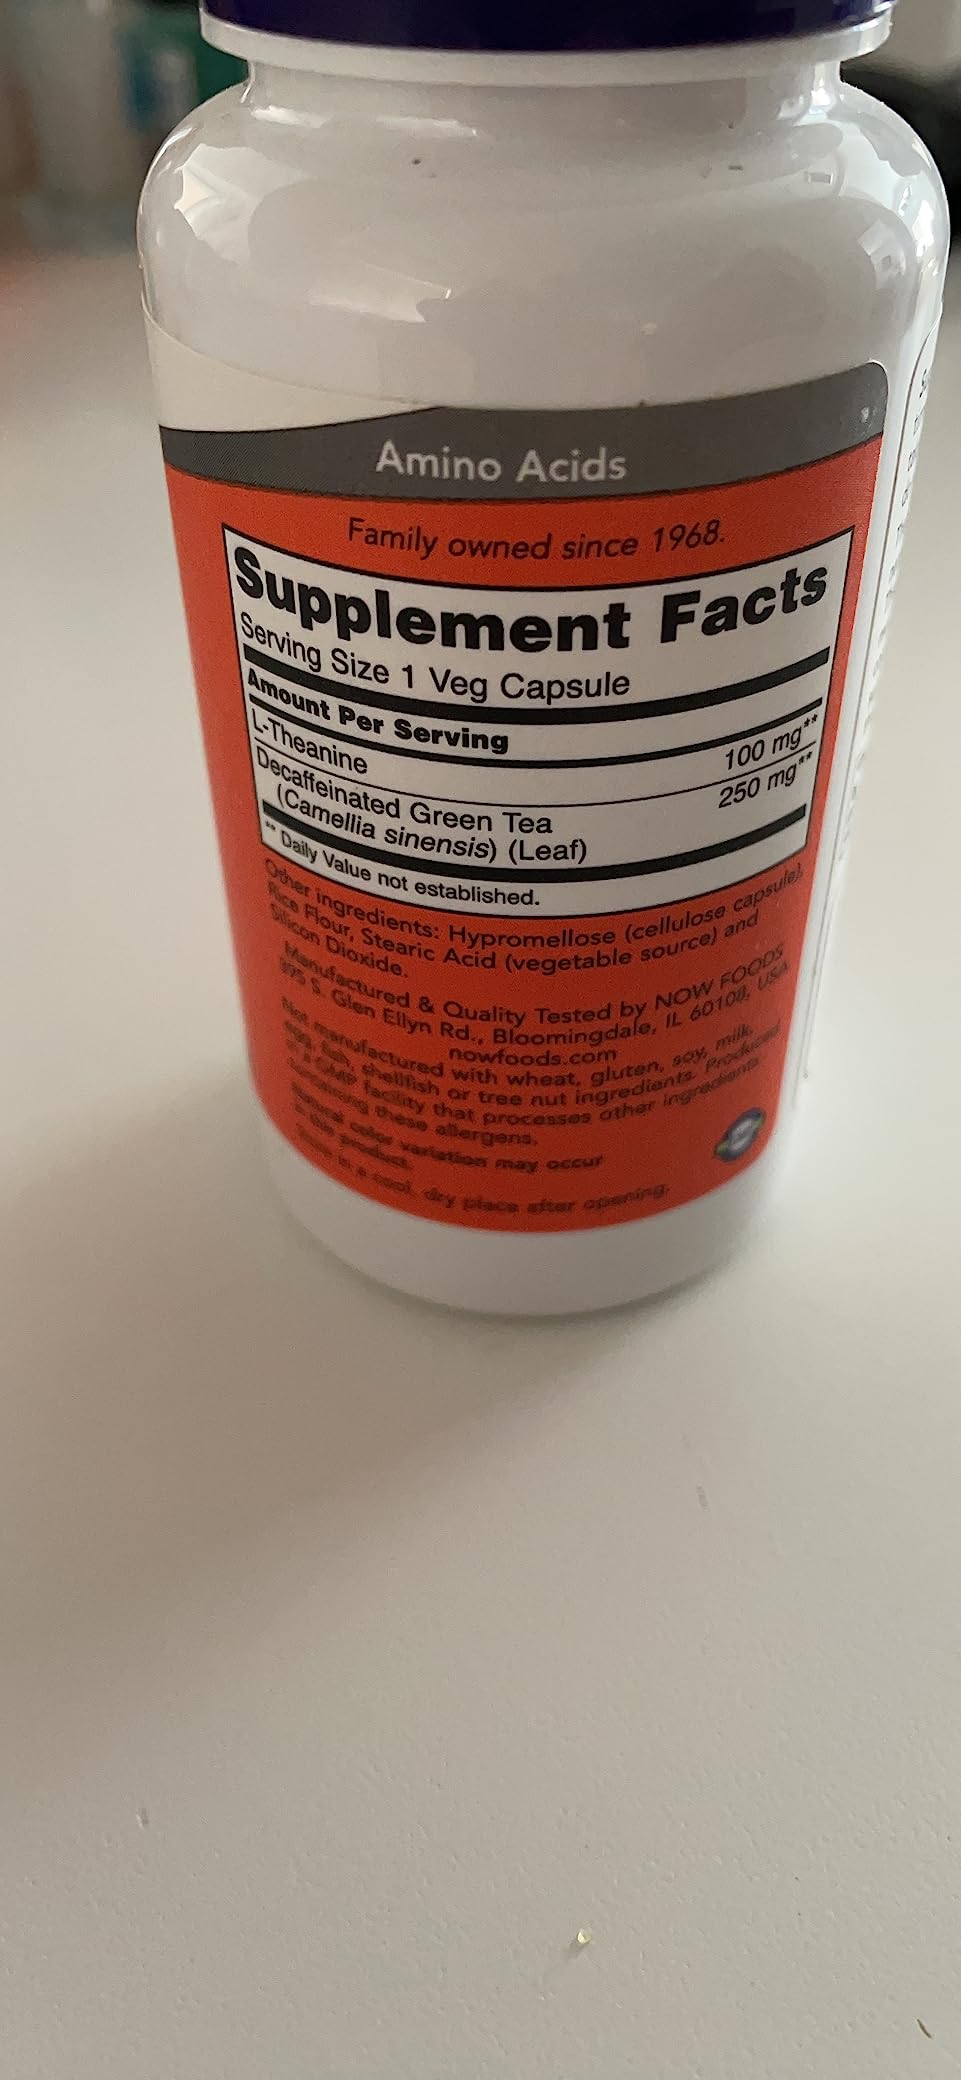 Amino Acids
Family owned since 1968.
Supplement Facts
Serving Size 1 Veg Capsule
Amount Per Serving
L-Theanine 100 mg**
Decaffeinated Green Tea 250 mg**
(Camellia sinensis) (Leaf)
** Daily Value not established.
Other ingredients: Hypromellose (cellulose capsule),
Rice Flour, Stearic Acid (vegetable source) and
Silicon Dioxide.
Manufactured & Quality Tested by NOW FOODS
395 S. Glen Ellyn Rd., Bloomingdale, IL 60108, USA
nowfoods.com
Not manufactured with wheat, gluten, soy, milk,
egg, fish, shellfish or tree nut ingredients. Produced
in a GMP facility that processes other ingredients
containing these allergens.
Natural color variation may occur
in this product.
Store in a cool, dry place after opening.